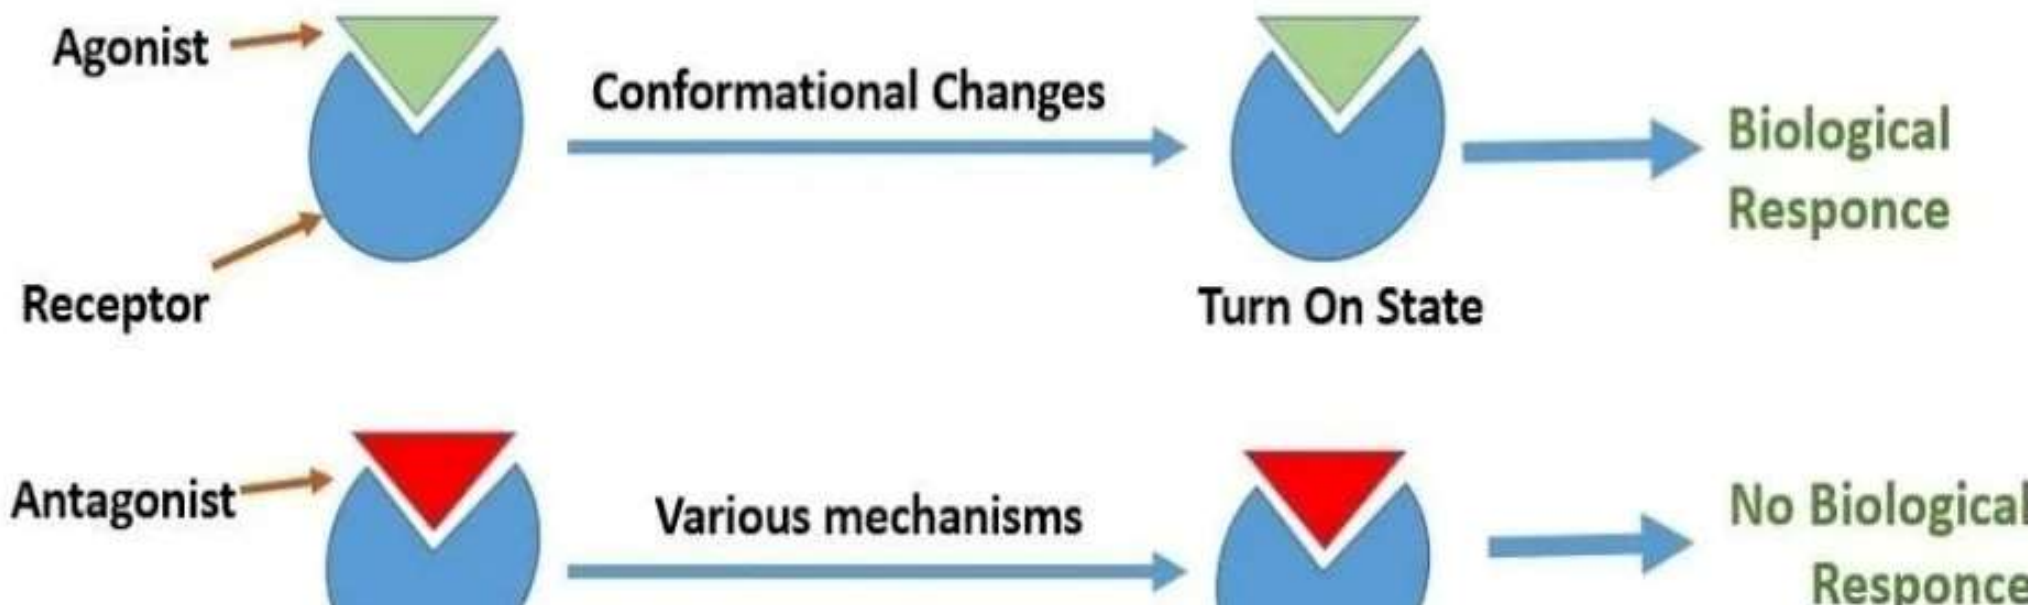 Agonist
Conformational Changes
Biological
Responce
Receptor
Turn On State
Antagonist
Various mechanisms
No Biological
Responce